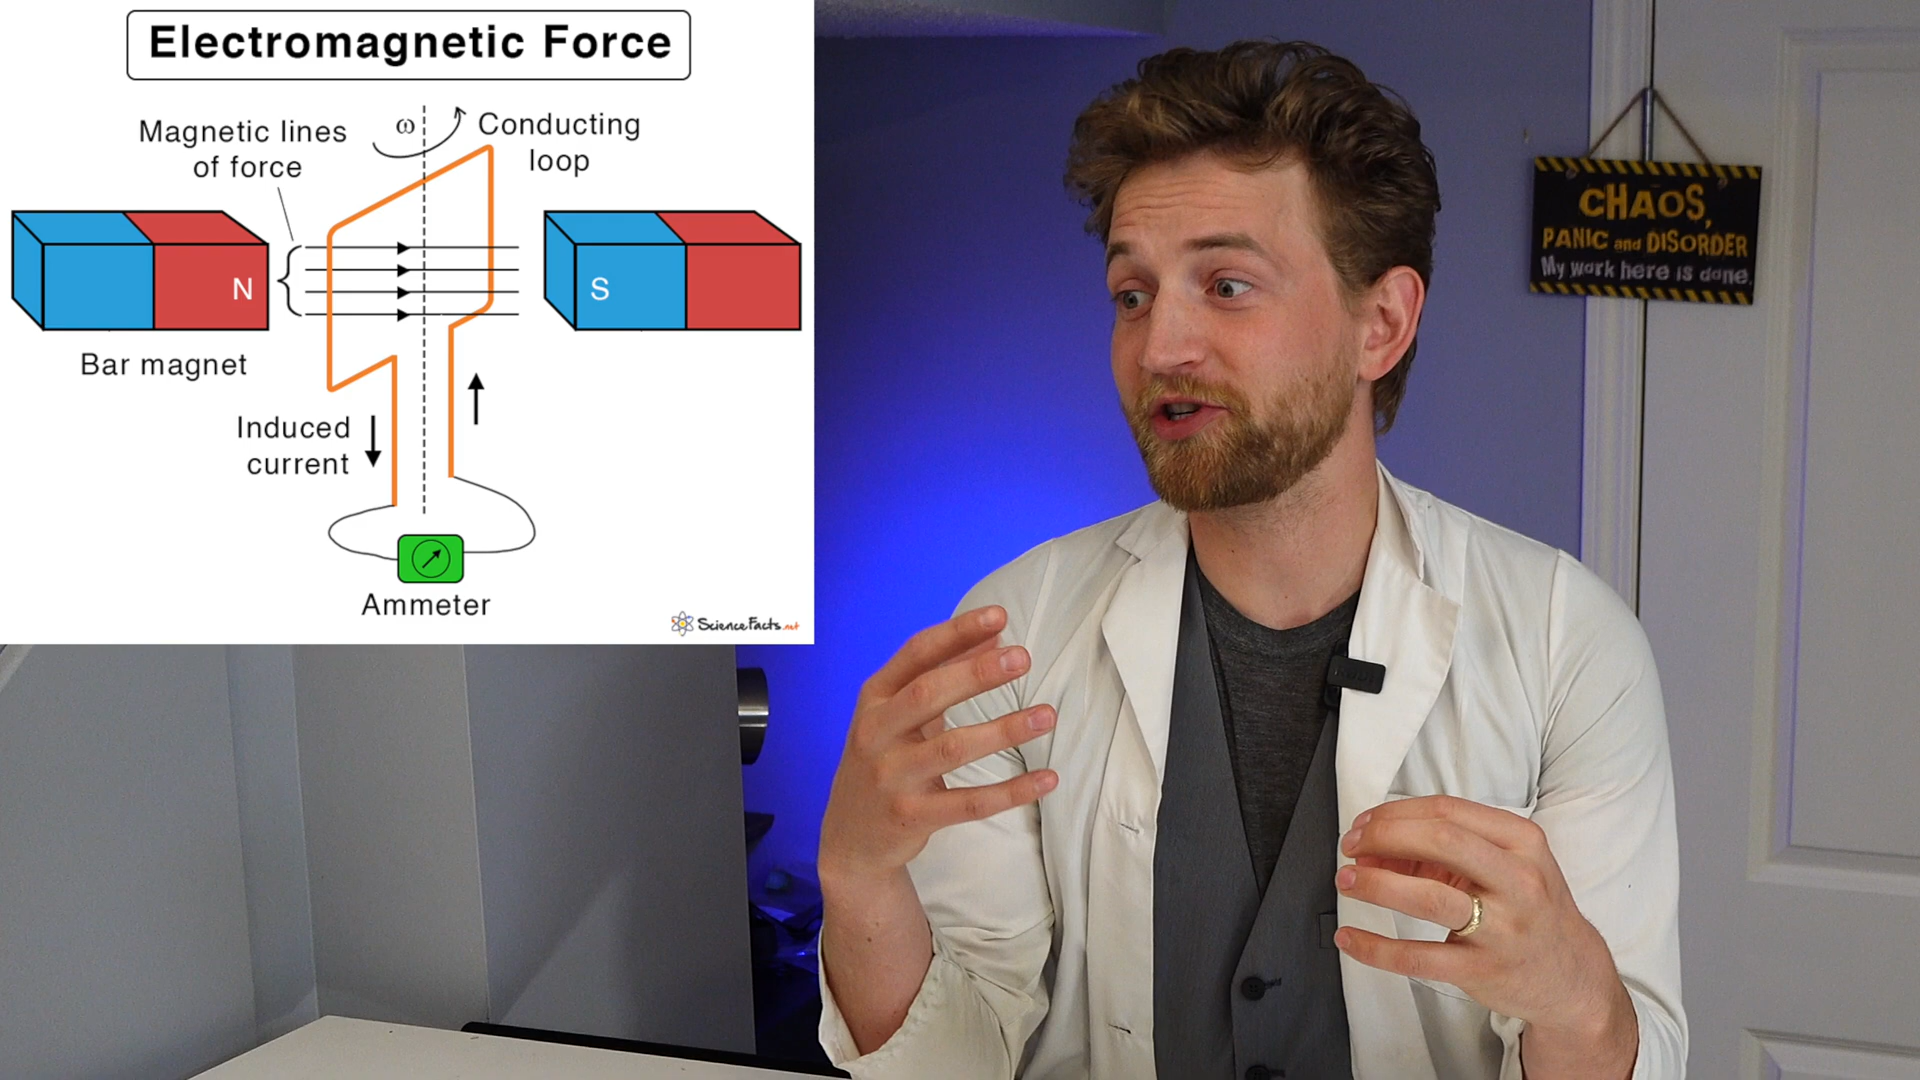 Electromagnetic Force
Magnetic lines
of force
ω
Conducting
loop
N
S
Bar magnet
Induced
current
Ammeter
ScienceFacts.net
CHAOS,
PANIC and DISORDER
My work here is done.